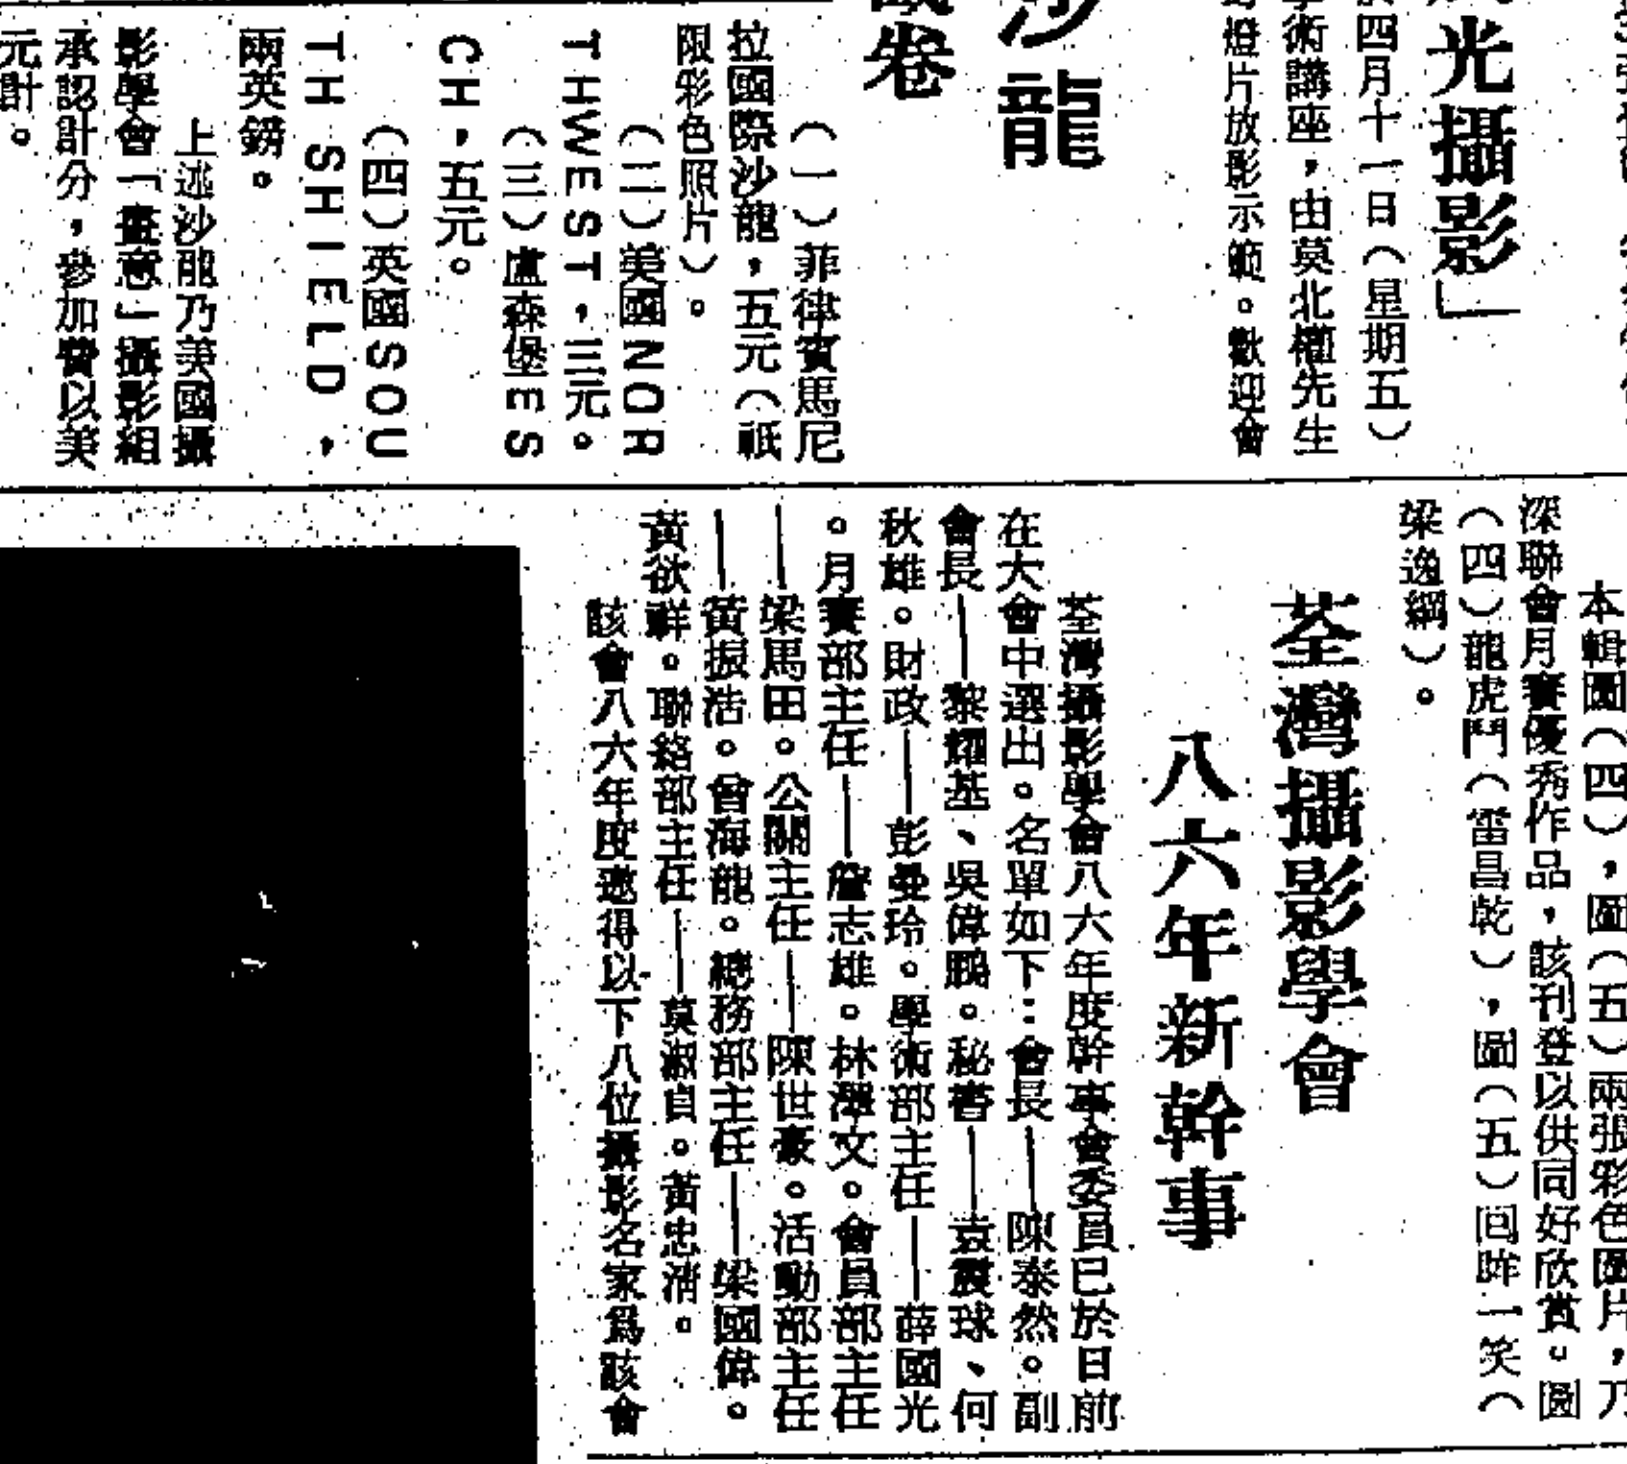 光攝影」
四月十一日（星期五）
術講座，由莫北權先生
燈片放影示範。歡迎會
沙龍
卷
（一）菲律賓馬尼
拉國際沙龍，五元（祇
限彩色照片）。
（二）美國NOR
THWEST，三元。
（三）盧森堡ES
CH，五元。
（四）英國SOU
TH SHIELD，
兩英鎊。
上述沙龍乃美國攝
影學會「畫意」攝影組
承認計分，參加費以美
元計。
本輯圖（四），圖（五）兩張彩色圖片，乃
深聯會月賽優秀作品，該刊登以供同好欣賞。圖
（四）龍虎鬥（雷昌乾），圖（五）回眸一笑（
梁逸綱）。
荃灣攝影學會
八六年新幹事
荃灣攝影學會八六年度幹事會委員已於日前
在大會中選出。名單如下：會長——陳泰然。副
會長——黎耀基、吳偉鵬。秘書——袁震球、何
秋雄。財政——彭曼玲。學術部主任——薛國光
。月賽部主任——詹志雄。林澤文。會員部主任
——梁馬田。公關主任——陳世豪。活動部主任
——黃振浩。曾海龍。總務部主任——梁國偉。
黃欲祥。聯絡部主任——莫淑貞。黃忠清。
該會八六年度邀得以下八位攝影名家為該會